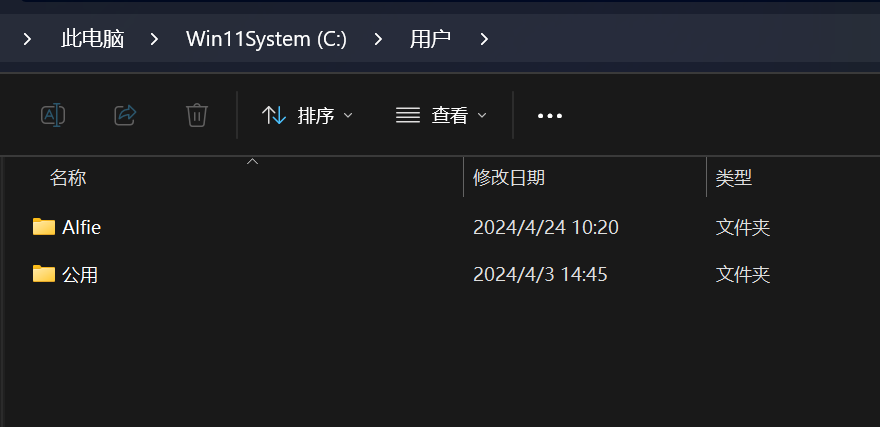 此电脑 Win11System (C:) 用户
排序 查看
名称 修改日期 类型
Alfie 2024/4/24 10:20 文件夹
公用 2024/4/3 14:45 文件夹